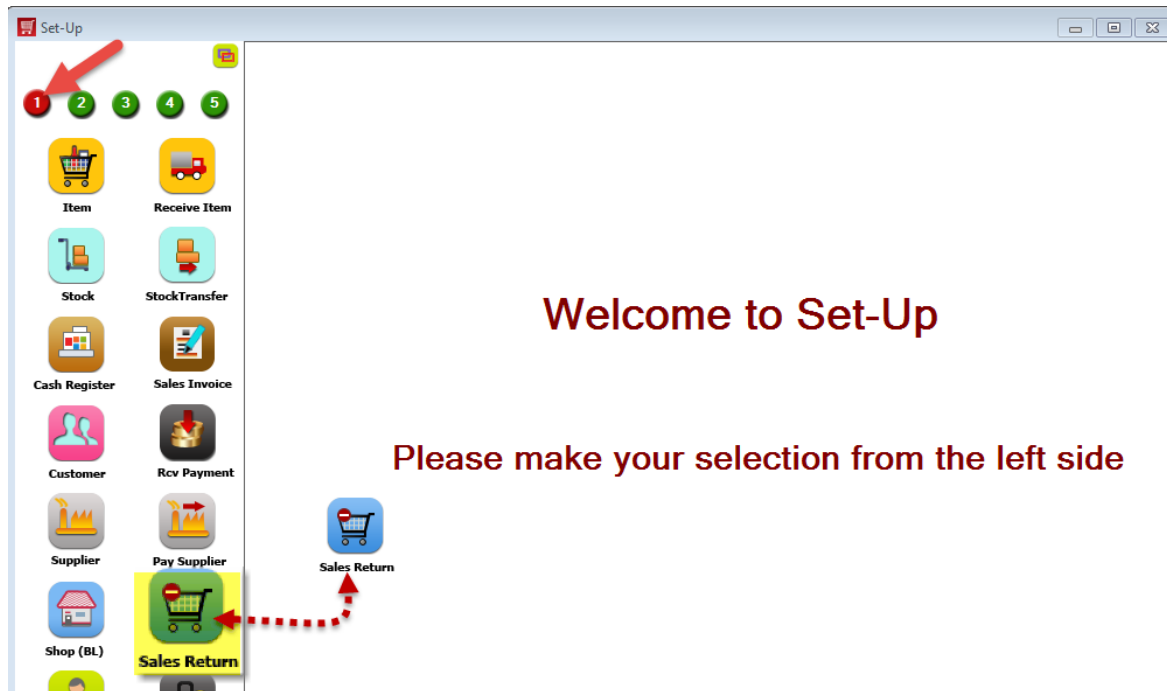 Set-Up
1 2 3 4 5
Item Receive Item
Stock StockTransfer
Welcome to Set-Up
Cash Register Sales Invoice
Please make your selection from the left side
Customer Rcv Payment
Supplier Pay Supplier
Sales Return
Shop (BL)
Sales Return